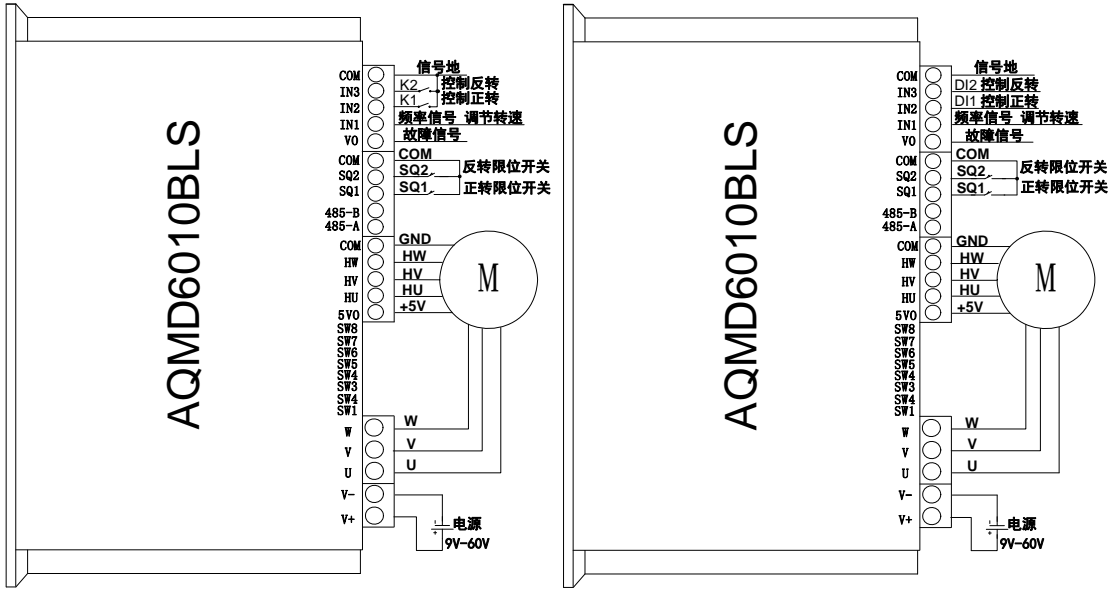 AQMD6010BLS
COM 信号地
IN3 K2 控制反转
IN2 K1 控制正转
IN1 频率信号 调节转速
VO 故障信号
COM COM
SQ2 SQ2 反转限位开关
SQ1 SQ1 正转限位开关
485-B
485-A
COM GND
HW HW
HV HV
HU HU
5VO +5V
M
SW8
SW7
SW6
SW5
SW4
SW3
SW4
SW1
W W
V V
U U
V-
V+
电源
9V-60V
AQMD6010BLS
COM 信号地
IN3 DI2 控制反转
IN2 DI1 控制正转
IN1 频率信号 调节转速
VO 故障信号
COM COM
SQ2 SQ2 反转限位开关
SQ1 SQ1 正转限位开关
485-B
485-A
COM GND
HW HW
HV HV
HU HU
5VO +5V
M
SW8
SW7
SW6
SW5
SW4
SW3
SW4
SW1
W W
V V
U U
V-
V+
电源
9V-60V